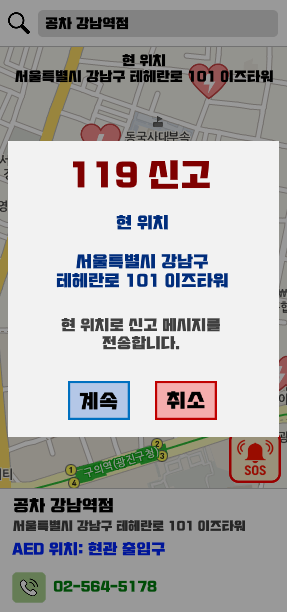 공차 강남역점
현 위치
서울특별시 강남구 테헤란로 101 이즈타워
동국사대부속
119 신고
현 위치
서울특별시 강남구
테헤란로 101 이즈타워
현 위치로 신고 메시지를
전송합니다.
계속
취소
구의역(광진구청)
1
2
3
4
SOS
공차 강남역점
서울특별시 강남구 테헤란로 101 이즈타워
AED 위치: 현관 출입구
02-564-5178